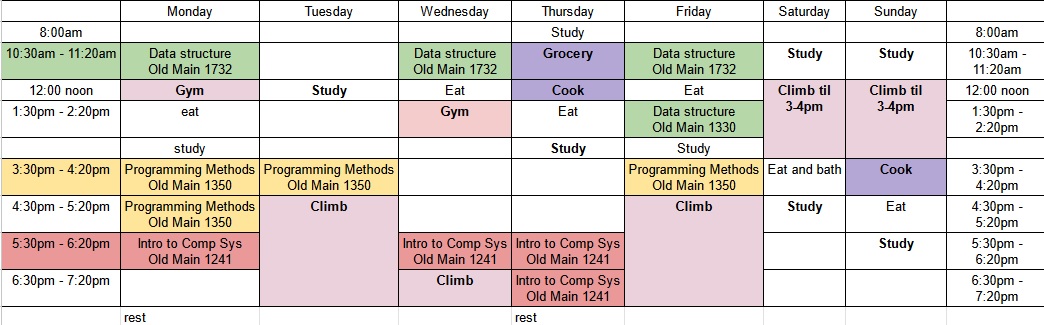 Monday Tuesday Wednesday Thursday Friday Saturday Sunday
8:00am Study 8:00am
10:30am - 11:20am Data structure Data structure Grocery Data structure Study Study 10:30am -
Old Main 1732 Old Main 1732 Old Main 1732 11:20am
12:00 noon Gym Study Eat Cook Eat Climb til Climb til 12:00 noon
3-4pm 3-4pm
1:30pm - 2:20pm eat Gym Eat Data structure 1:30pm -
Old Main 1330 2:20pm
study Study Study
3:30pm - 4:20pm Programming Methods Programming Methods Programming Methods Eat and bath Cook 3:30pm -
Old Main 1350 Old Main 1350 Old Main 1350 4:20pm
4:30pm - 5:20pm Programming Methods Climb Climb Study Eat 4:30pm -
Old Main 1350 5:20pm
5:30pm - 6:20pm Intro to Comp Sys Intro to Comp Sys Intro to Comp Sys Study 5:30pm -
Old Main 1241 Old Main 1241 Old Main 1241 6:20pm
6:30pm - 7:20pm Climb Intro to Comp Sys 6:30pm -
Old Main 1241 7:20pm
rest rest